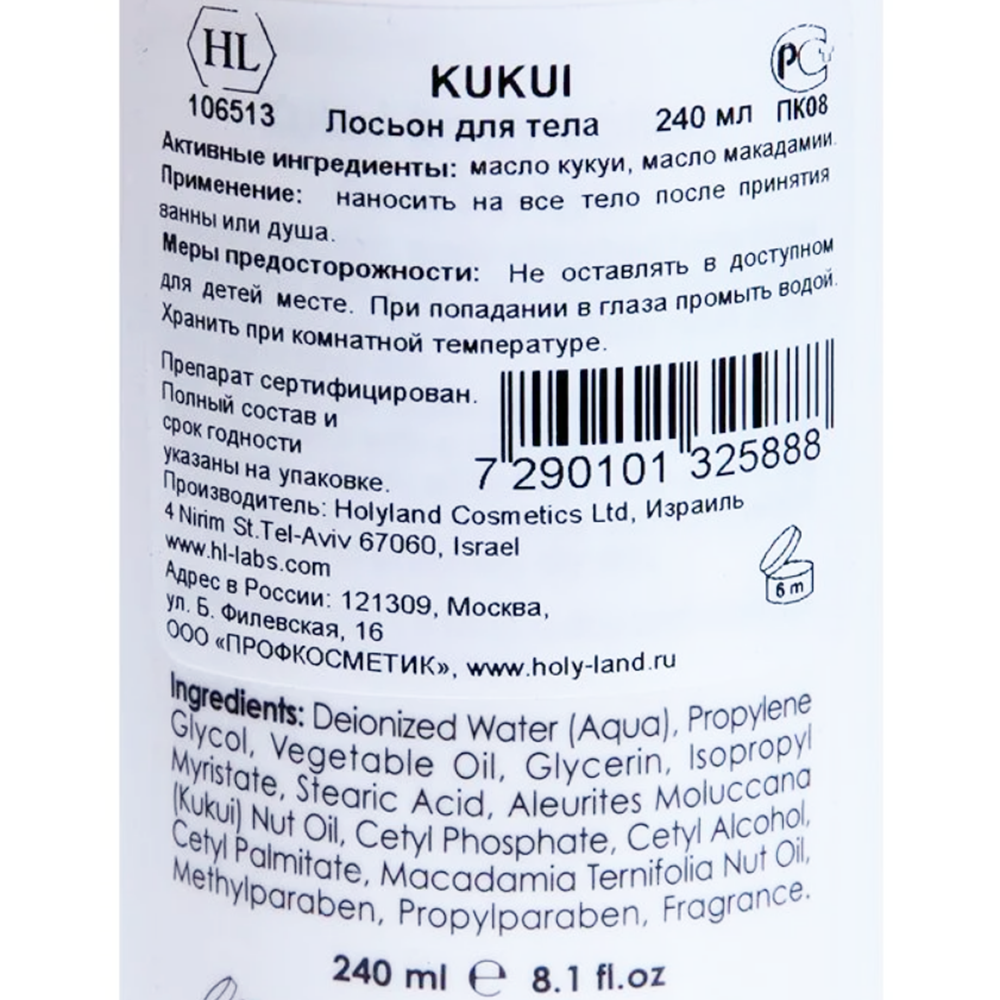 HL
106513
KUKUI
Лосьон для тела 240 мл ПК08
РСТ
Активные ингредиенты: масло кукуи, масло макадамии.
Применение: наносить на все тело после принятия
ванны или душа.
Меры предосторожности: Не оставлять в доступном
для детей месте. При попадании в глаза промыть водой.
Хранить при комнатной температуре.
Препарат сертифицирован.
Полный состав и
срок годности
указаны на упаковке.
7 290101 325888
Производитель: Holyland Cosmetics Ltd, Израиль
4 Nirim St.Tel-Aviv 67060, Israel
www.hl-labs.com
6 m
Адрес в России: 121309, Москва,
ул. Б. Филевская, 16
ООО «ПРОФКОСМЕТИК», www.holy-land.ru
Ingredients: Deionized Water (Aqua), Propylene
Glycol, Vegetable Oil, Glycerin, Isopropyl
Myristate, Stearic Acid, Aleurites Moluccana
(Kukui) Nut Oil, Cetyl Phosphate, Cetyl Alcohol,
Cetyl Palmitate, Macadamia Ternifolia Nut Oil,
Methylparaben, Propylparaben, Fragrance.
240 ml ℮ 8.1 fl.oz